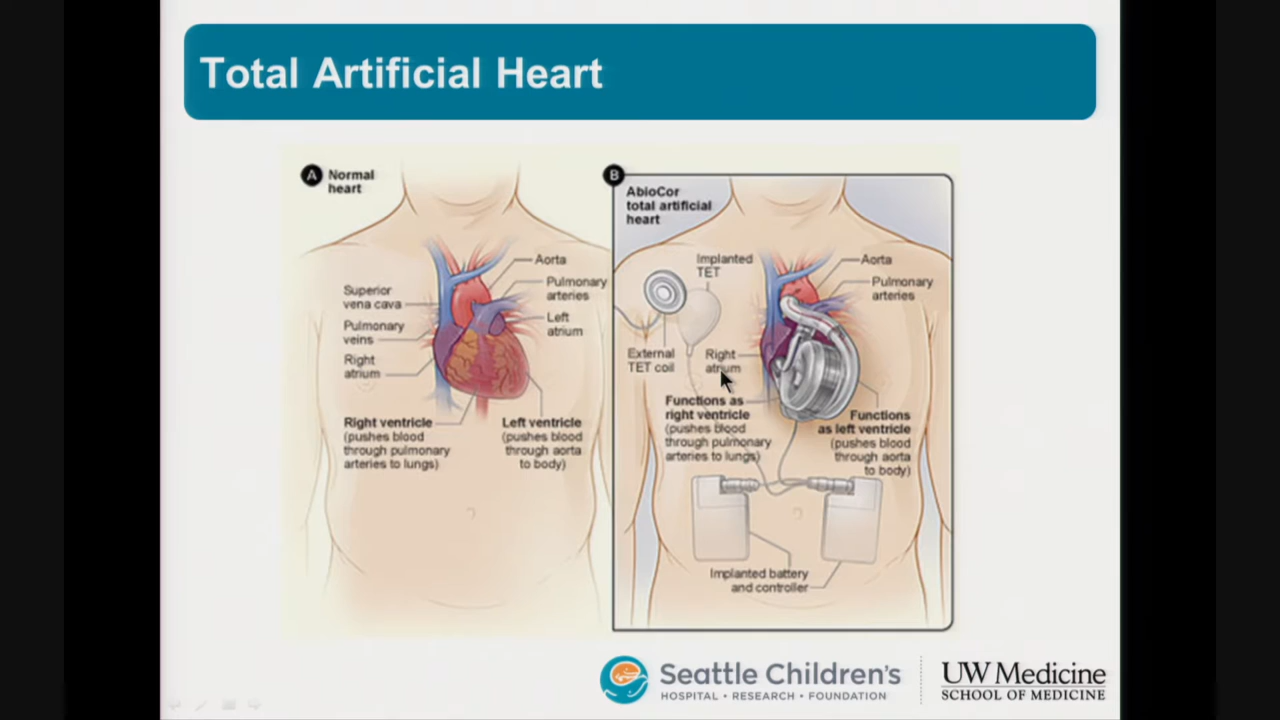 Total Artificial Heart
A
Normal
heart
Aorta
Superior
vena cava
Pulmonary
arteries
Pulmonary
veins
Left
atrium
Right
atrium
Right ventricle
(pushes blood
through pulmonary
arteries to lungs)
Left ventricle
(pushes blood
through aorta
to body)
B
AbioCor
total artificial
heart
Implanted
TET
Aorta
Pulmonary
arteries
External
TET coil
Right
atrium
Functions as
right ventricle
(pushes blood
through pulmonary
arteries to lungs)
Functions
as left ventricle
(pushes blood
through aorta
to body)
Implanted battery
and controller
Seattle Children's
HOSPITAL • RESEARCH • FOUNDATION
UW Medicine
SCHOOL OF MEDICINE